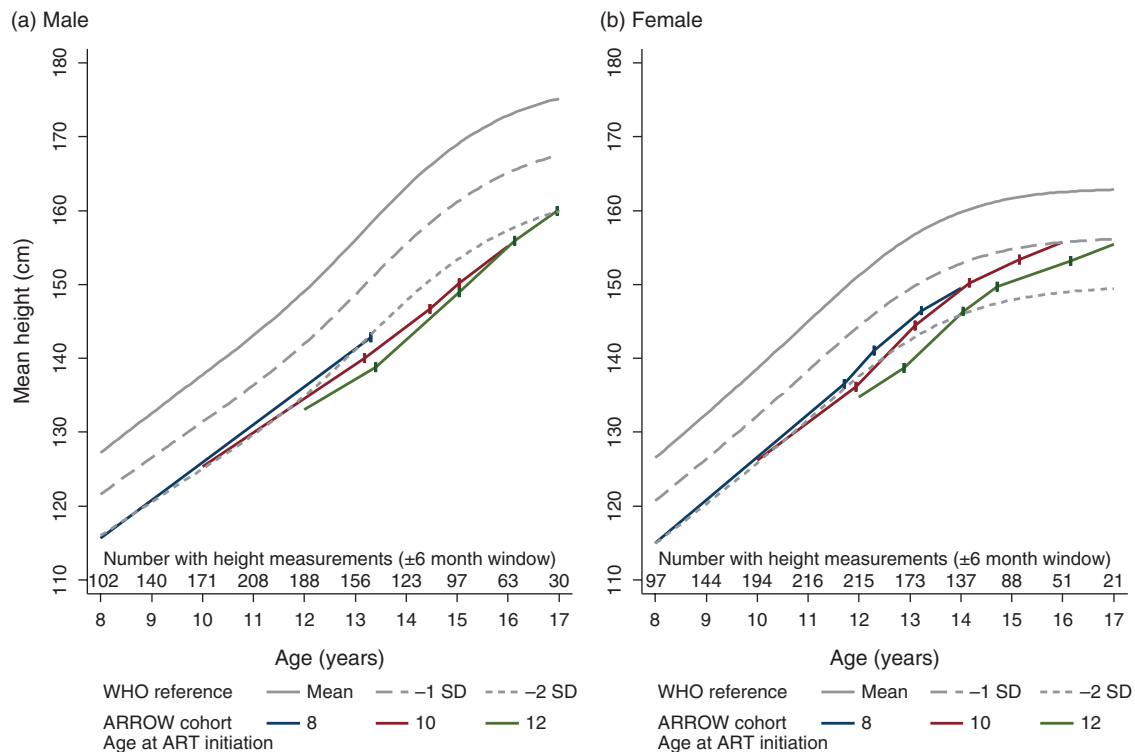 (a) Male
180
170
160
150
140
130
120
110
Mean height (cm)
Number with height measurements (±6 month window)
102 140 171 208 188 156 123 97 63 30
8 9 10 11 12 13 14 15 16 17
Age (years)
WHO reference Mean –1 SD –2 SD
ARROW cohort 8 10 12
Age at ART initiation
(b) Female
180
170
160
150
140
130
120
110
Number with height measurements (±6 month window)
97 144 194 216 215 173 137 88 51 21
8 9 10 11 12 13 14 15 16 17
Age (years)
WHO reference Mean –1 SD –2 SD
ARROW cohort 8 10 12
Age at ART initiation